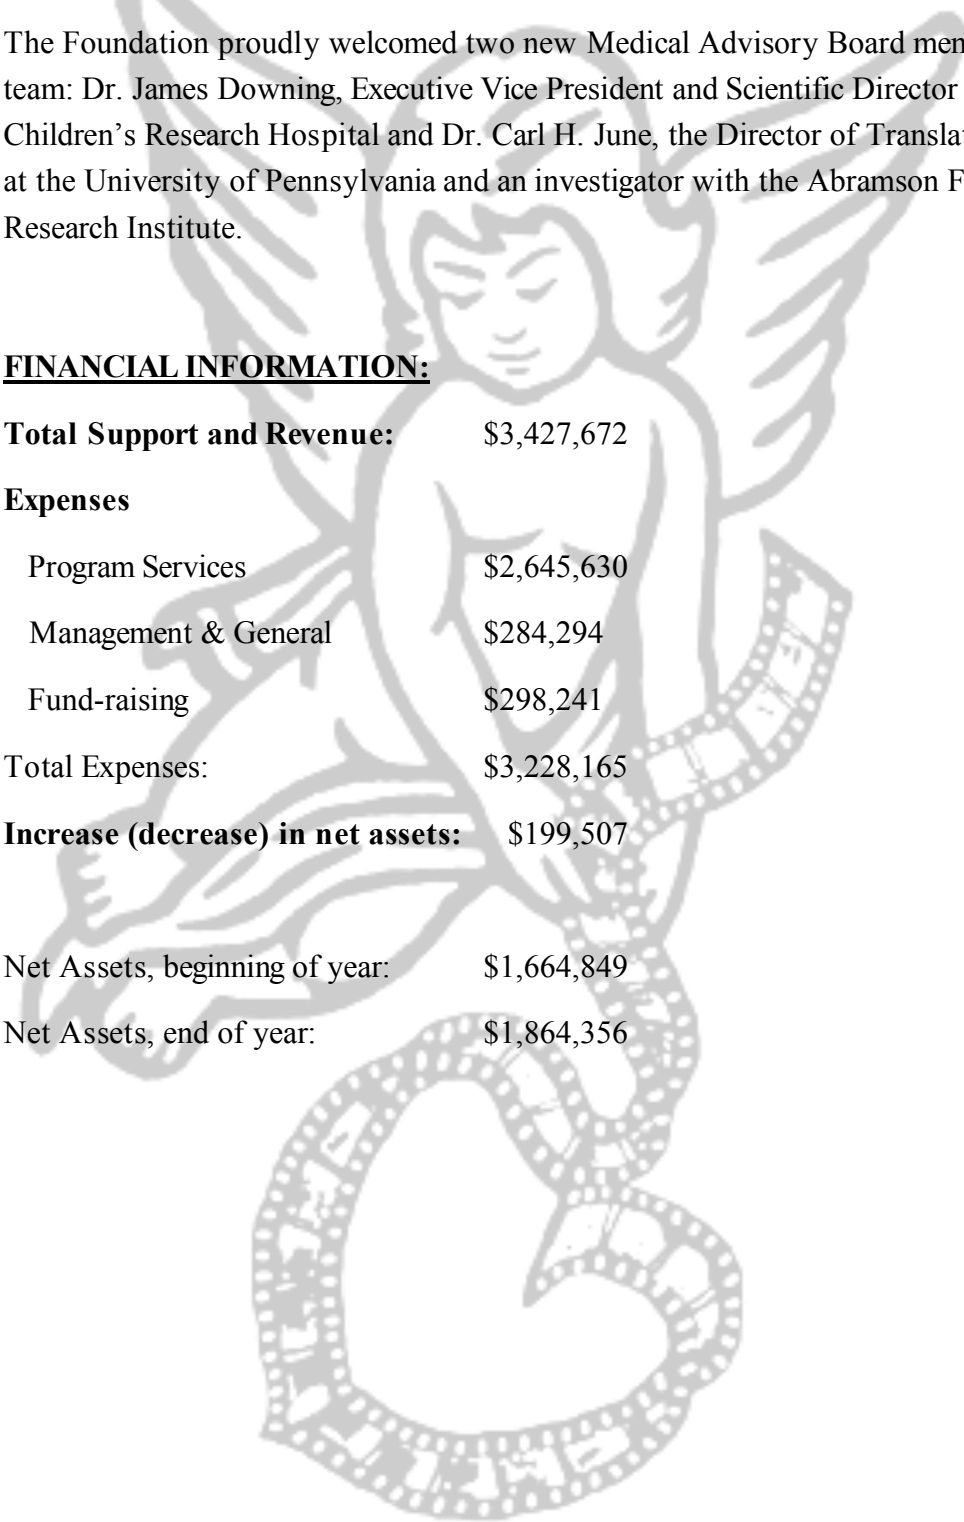 The Foundation proudly welcomed two new Medical Advisory Board
team: Dr. James Downing, Executive Vice President and Scientific Director
Children’s Research Hospital and Dr. Carl H. June, the Director of
at the University of Pennsylvania and an investigator with the Abramson
Research Institute.
FINANCIAL INFORMATION:
Total Support and Revenue: $3,427,672
Expenses
Program Services $2,645,630
Management & General $284,294
Fund-raising $298,241
Total Expenses: $3,228,165
Increase (decrease) in net assets: $199,507
Net Assets, beginning of year: $1,664,849
Net Assets, end of year: $1,864,356